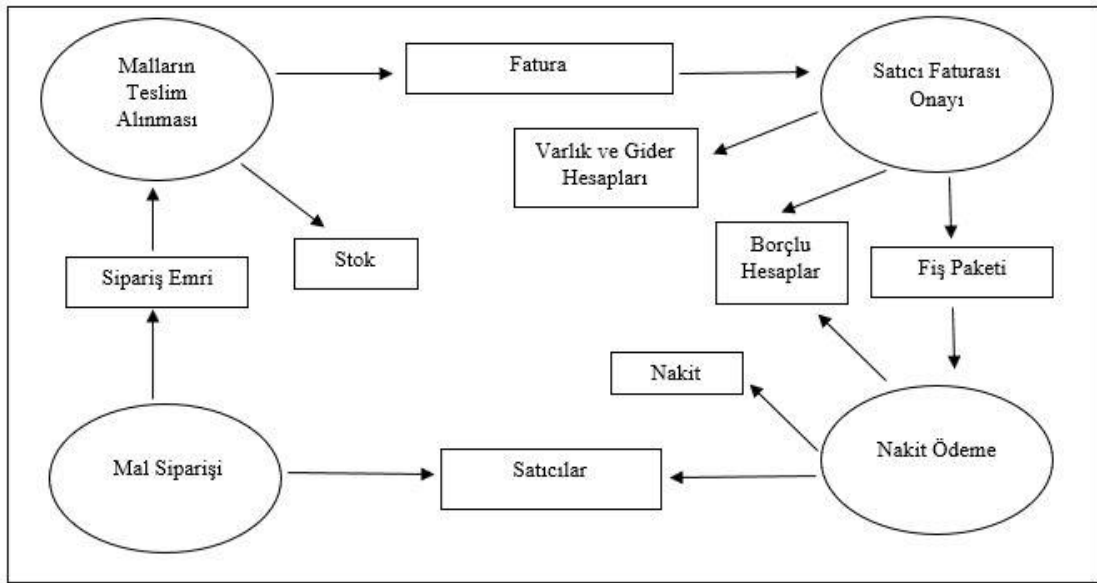 Malların
Teslim
Alınması
Fatura
Satıcı Faturası
Onayı
Varlık ve Gider
Hesapları
Sipariş Emri
Stok
Borçlu
Hesaplar
Fiş Paketi
Nakit
Mal Siparişi
Satıcılar
Nakit Ödeme